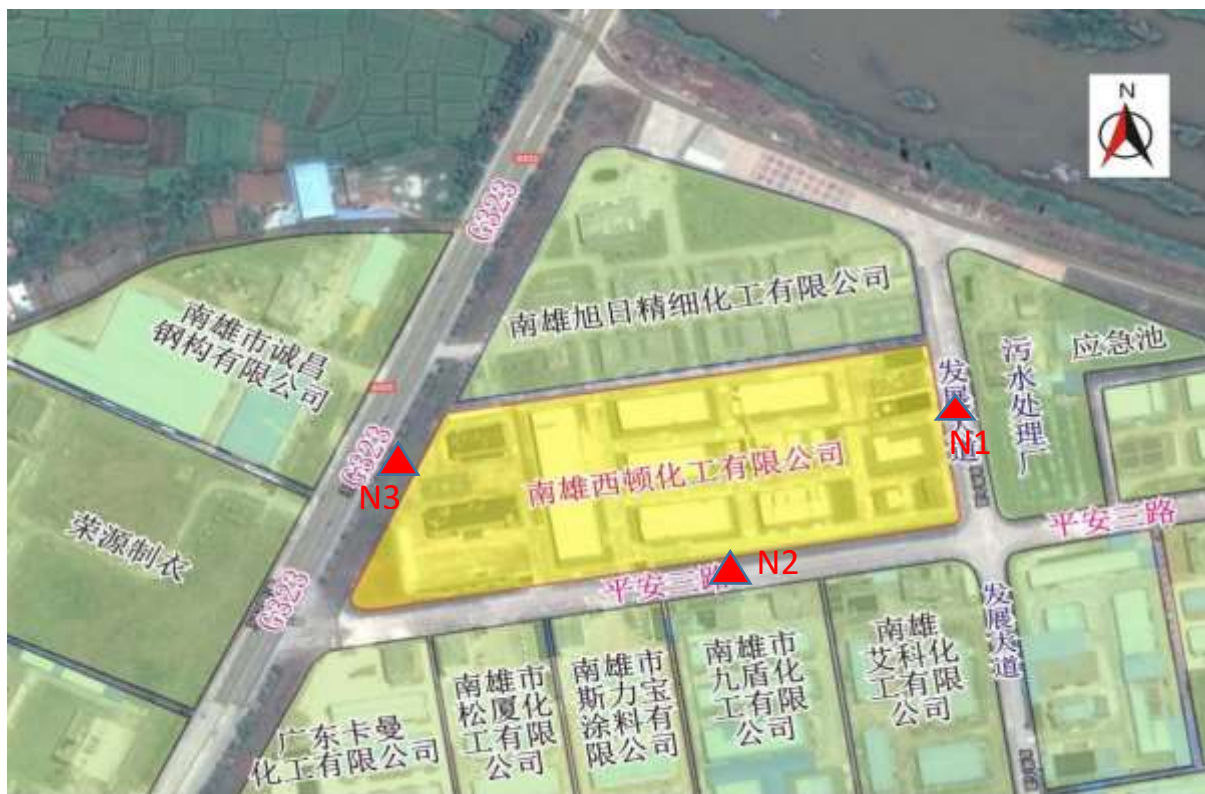 N
G323
南雄旭日精细化工有限公司
南雄市诚昌
钢构有限公司
应急池
污水处理厂
发展大道
N1
G323
N3
南雄西顿化工有限公司
荣源制衣
平安三路
N2
平安三路
G323
发展大道
南雄市
松厦化
工有限
公司
南雄市
斯力宝
涂料有
限公司
南雄市
九盾化
工有限
公司
南雄
艾科化
工有限
公司
广东卡曼
化工有限公司